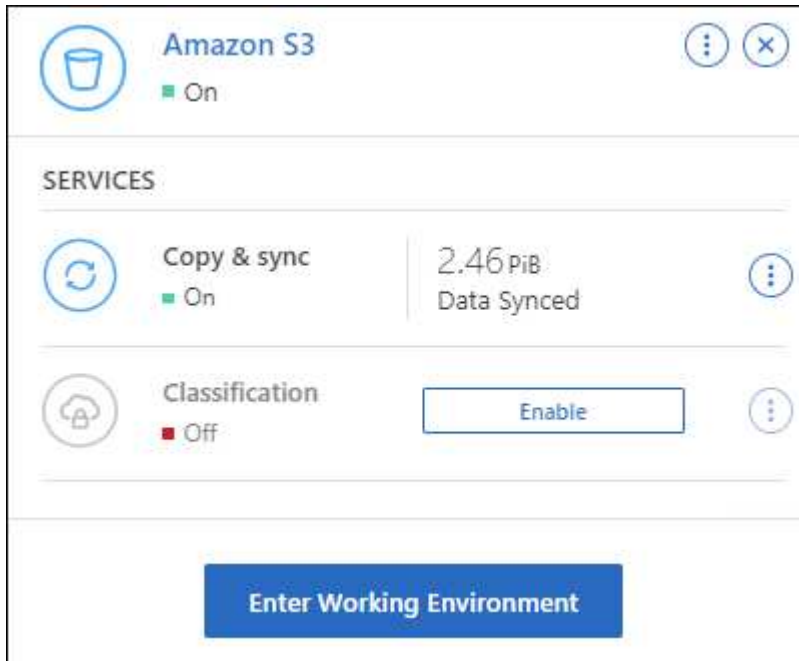 Amazon S3
On
SERVICES
Copy & sync
On
2.46 PiB
Data Synced
Classification
Off
Enable
Enter Working Environment